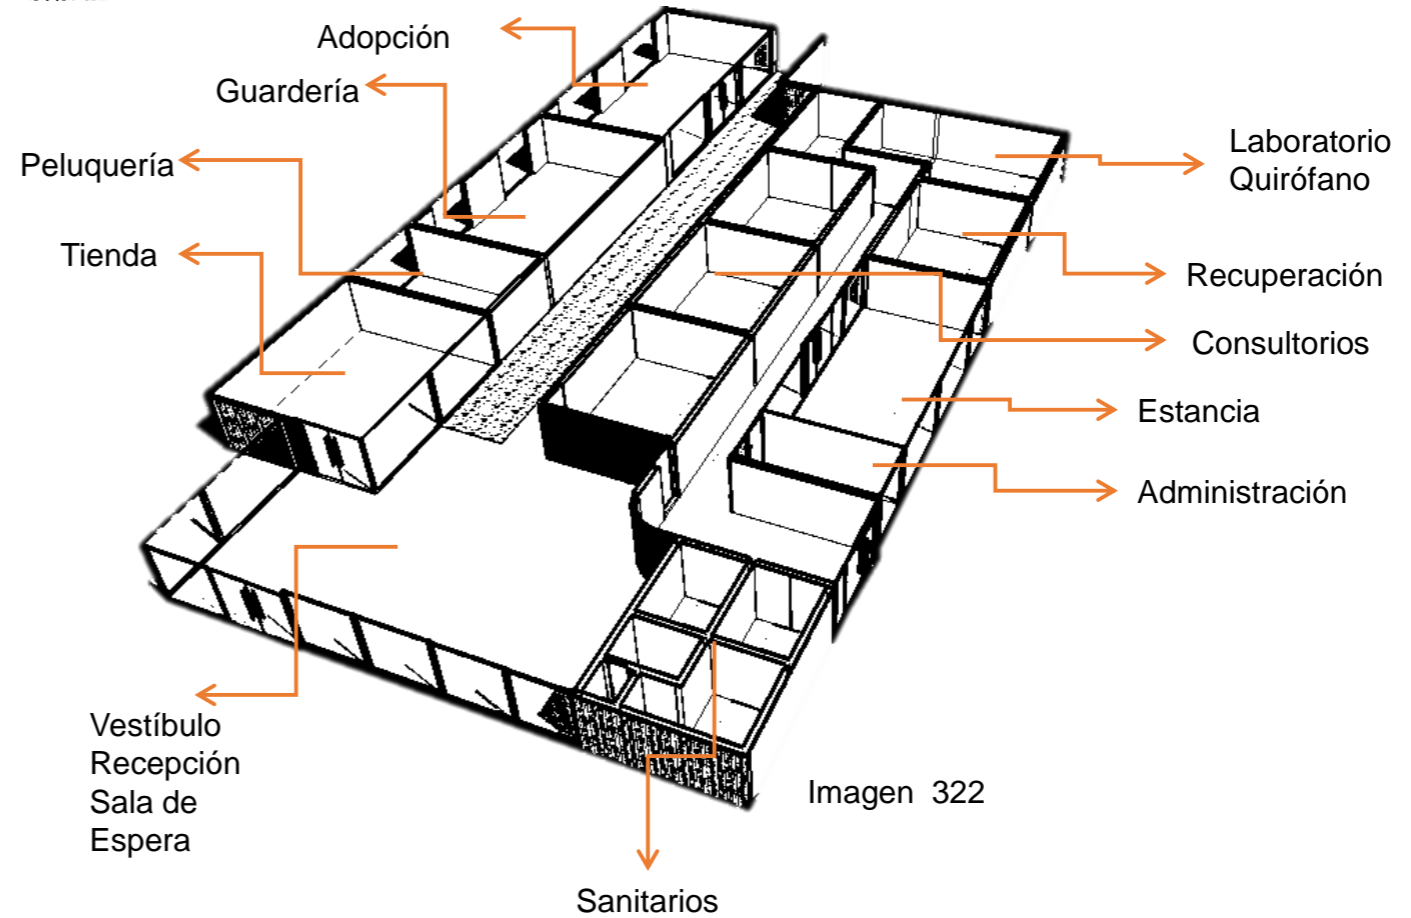 Adopción
Guardería
Peluquería
Tienda
Laboratorio
Quirófano
Recuperación
Consultorios
Estancia
Administración
Vestíbulo
Recepción
Sala de
Espera
Imagen 322
Sanitarios